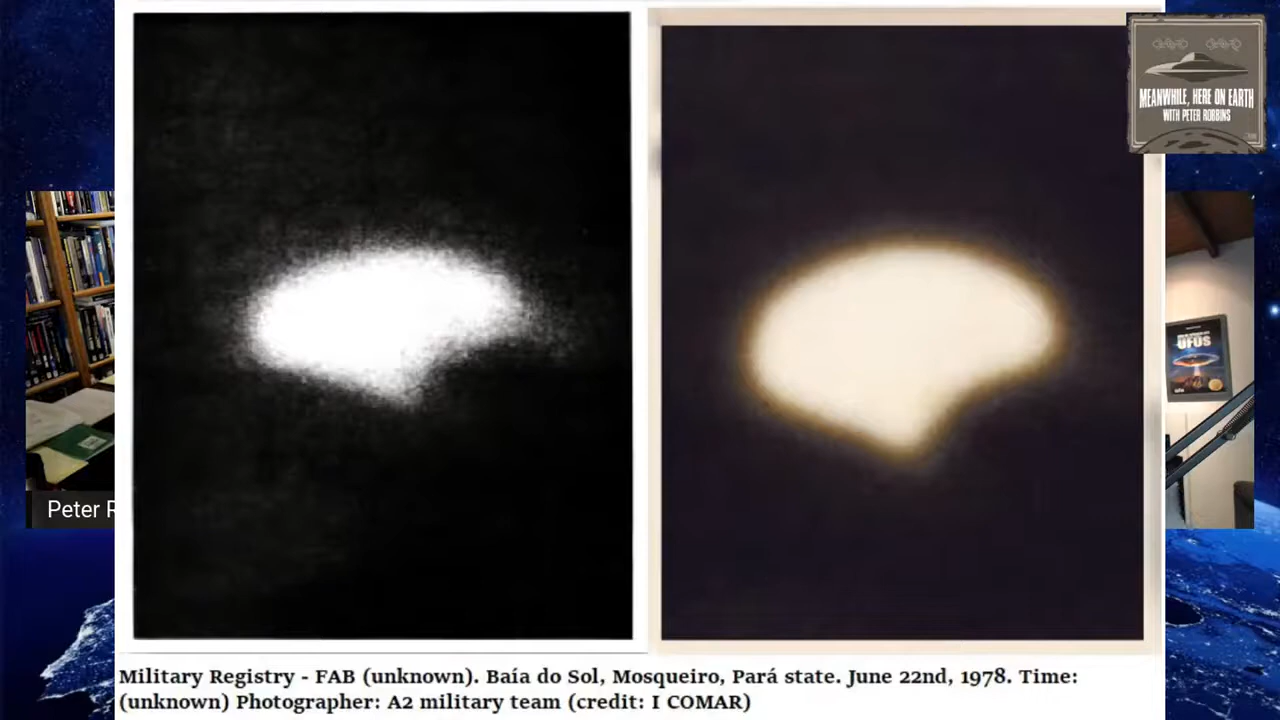 MEANWHILE, HERE ON EARTH
WITH PETER ROBBINS
UFOS
Peter R
Military Registry - FAB (unknown). Baía do Sol, Mosqueiro, Pará state. June 22nd, 1978. Time:
(unknown) Photographer: A2 military team (credit: I COMAR)